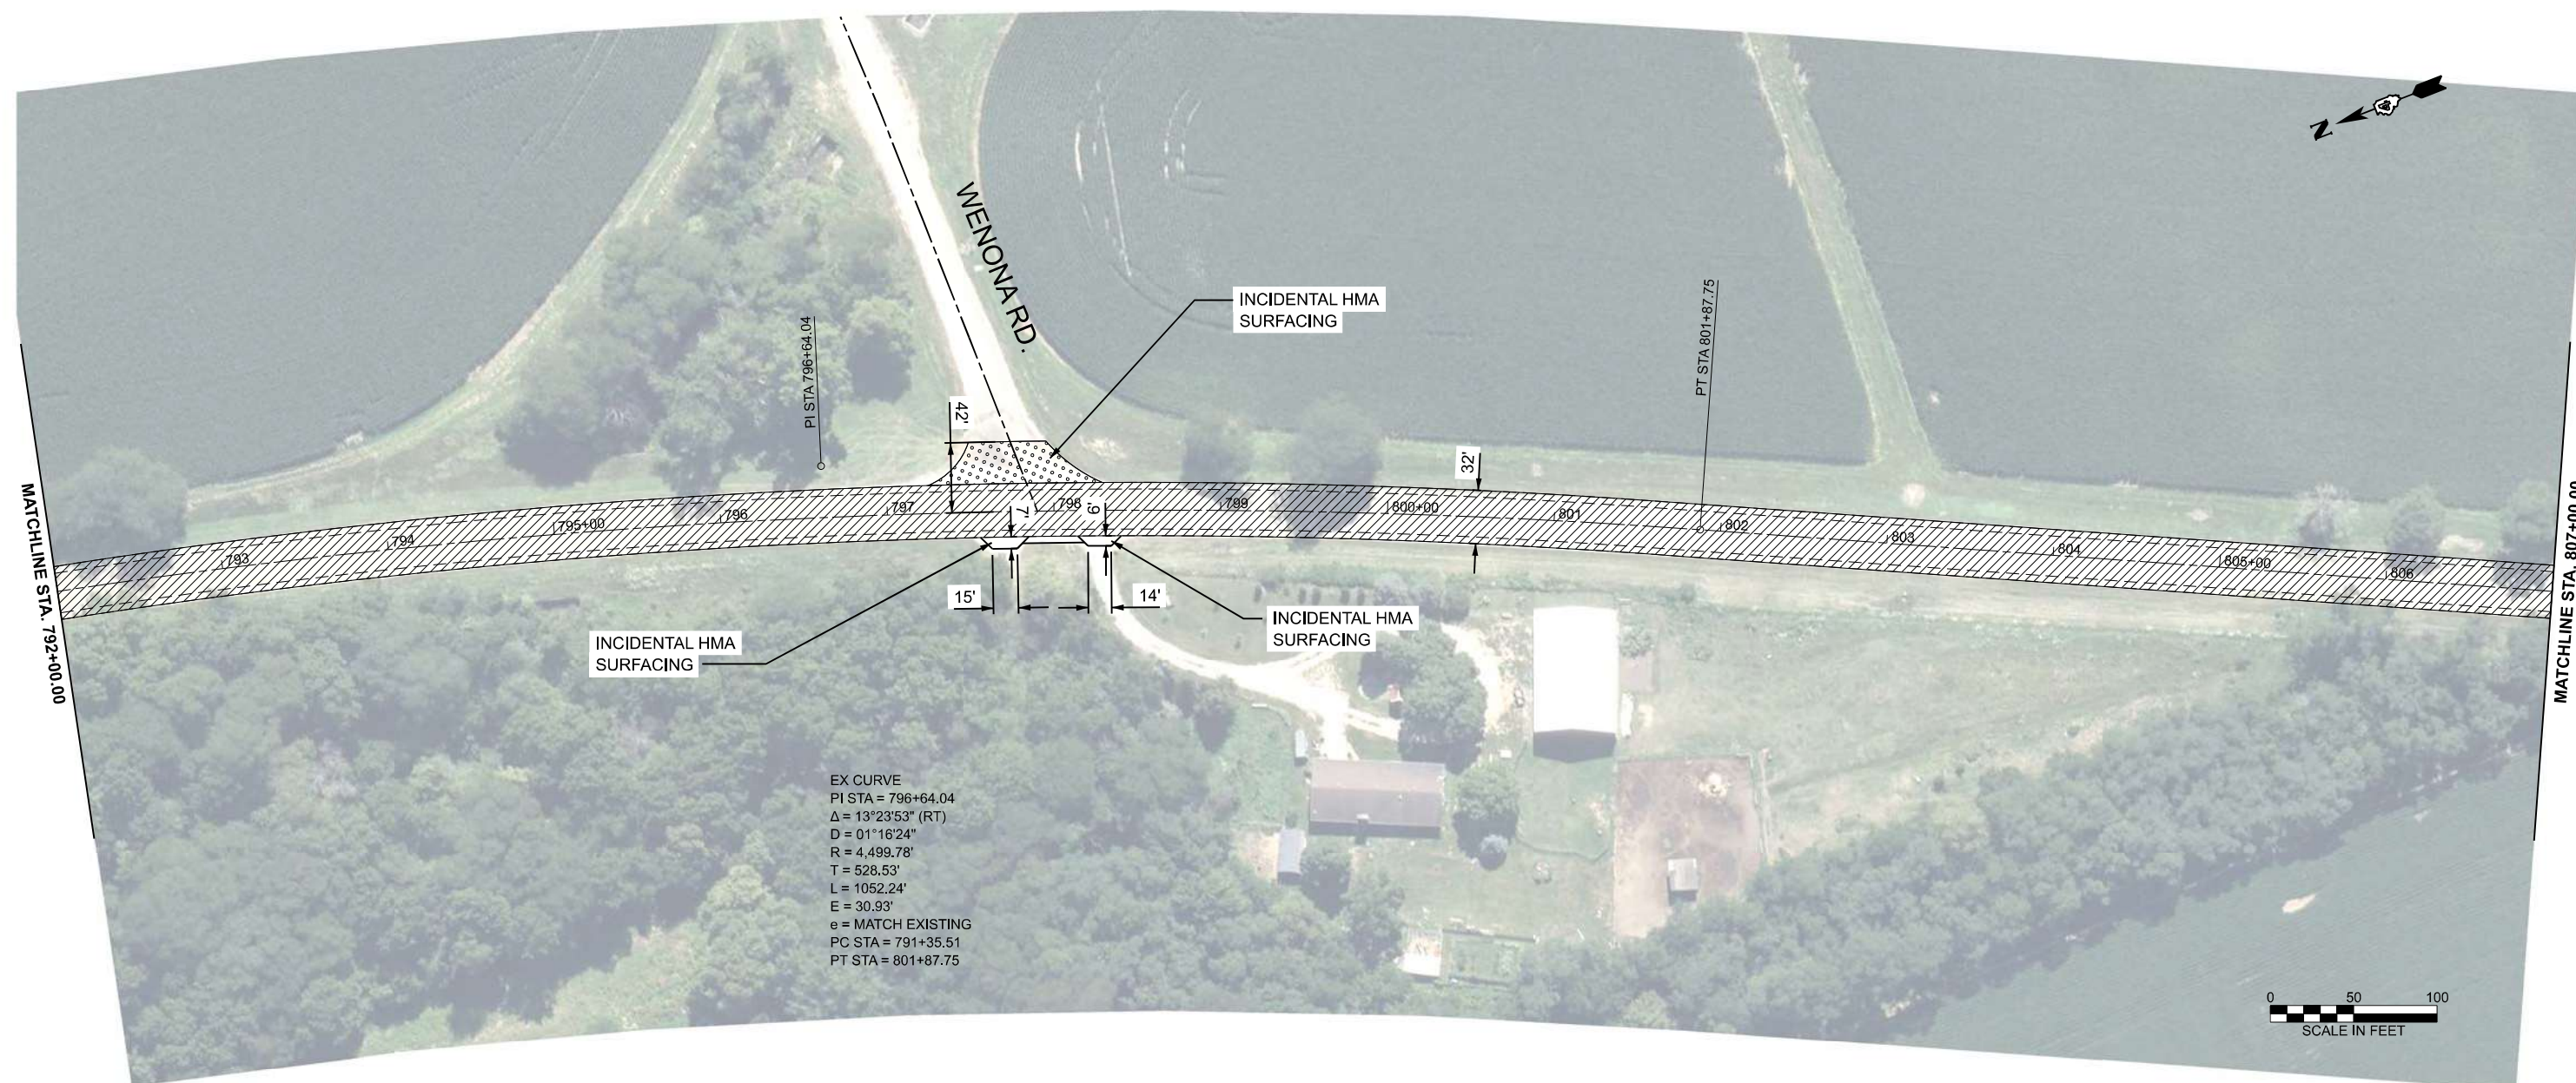 N
WENONA RD.
INCIDENTAL HMA
SURFACING
PI STA 796+64.04
PT STA 801+87.75
42'
32'
MATCHLINE STA. 792+00.00
793
794
795+00
796
797
798
799
800+00
801
802
803
804
805+00
806
MATCHLINE STA. 807+00.00
7'
9'
15'
14'
INCIDENTAL HMA
SURFACING
INCIDENTAL HMA
SURFACING
EX CURVE
PI STA = 796+64.04
Δ = 13°23'53" (RT)
D = 01°16'24"
R = 4,499.78'
T = 528.53'
L = 1052.24'
E = 30.93'
e = MATCH EXISTING
PC STA = 791+35.51
PT STA = 801+87.75
0 50 100
SCALE IN FEET